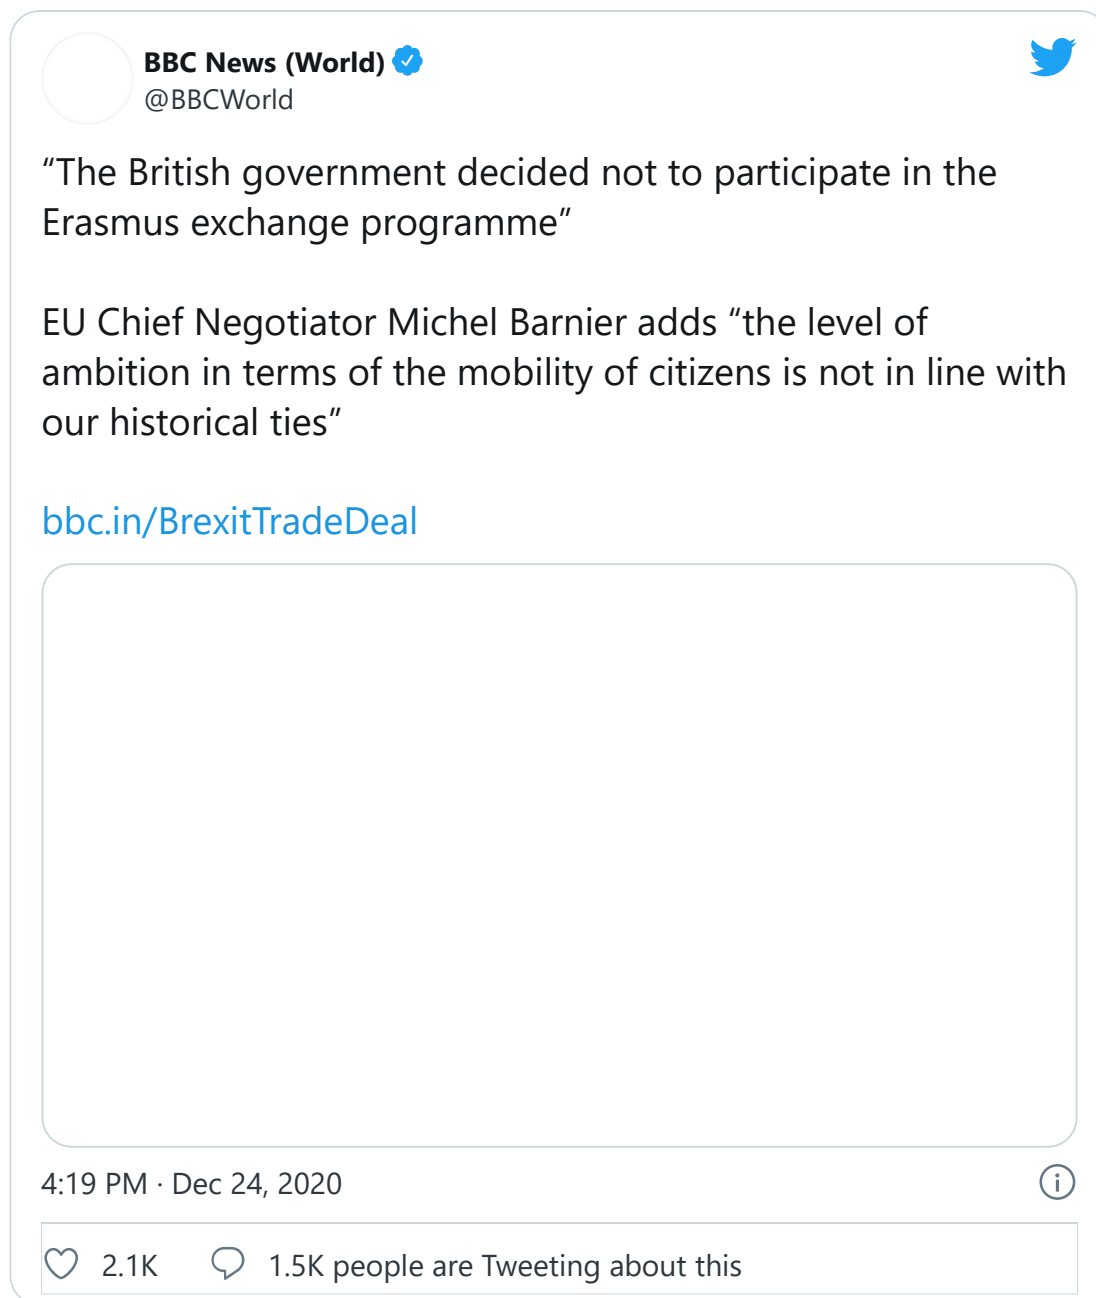 BBC News (World)
@BBCWorld
“The British government decided not to participate in the
Erasmus exchange programme”
EU Chief Negotiator Michel Barnier adds “the level of
ambition in terms of the mobility of citizens is not in line with
our historical ties”
bbc.in/BrexitTradeDeal
4:19 PM · Dec 24, 2020
2.1K 1.5K people are Tweeting about this